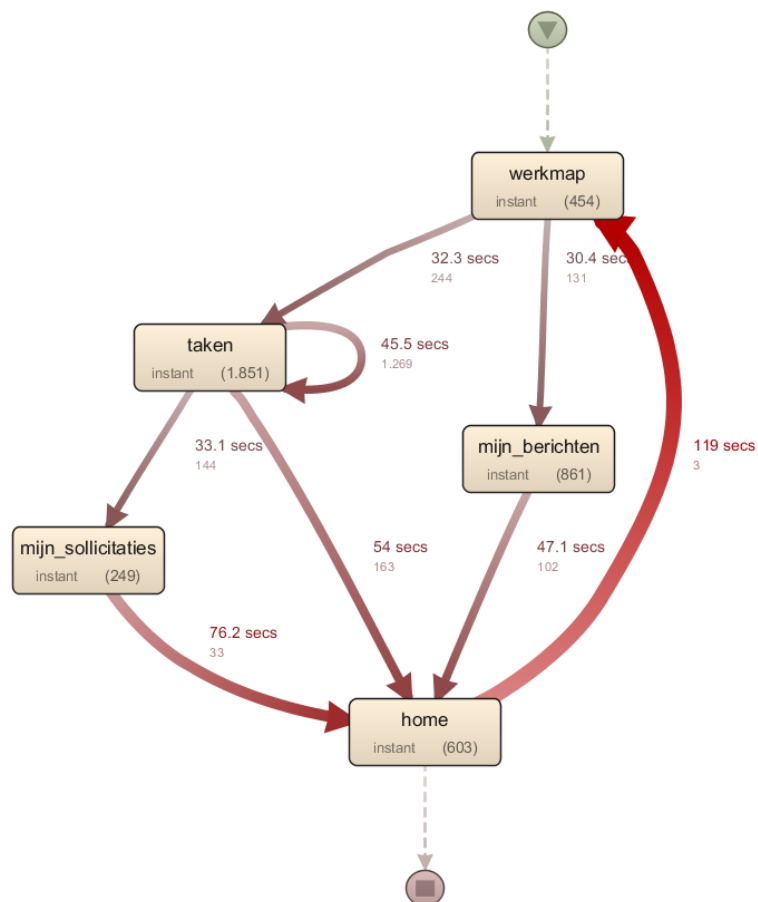 werkmap
instant (454)
32.3 secs
244
30.4 secs
131
taken
instant (1.851)
45.5 secs
1.269
33.1 secs
144
mijn_berichten
instant (861)
119 secs
3
mijn_sollicitaties
instant (249)
54 secs
163
47.1 secs
102
76.2 secs
33
home
instant (603)